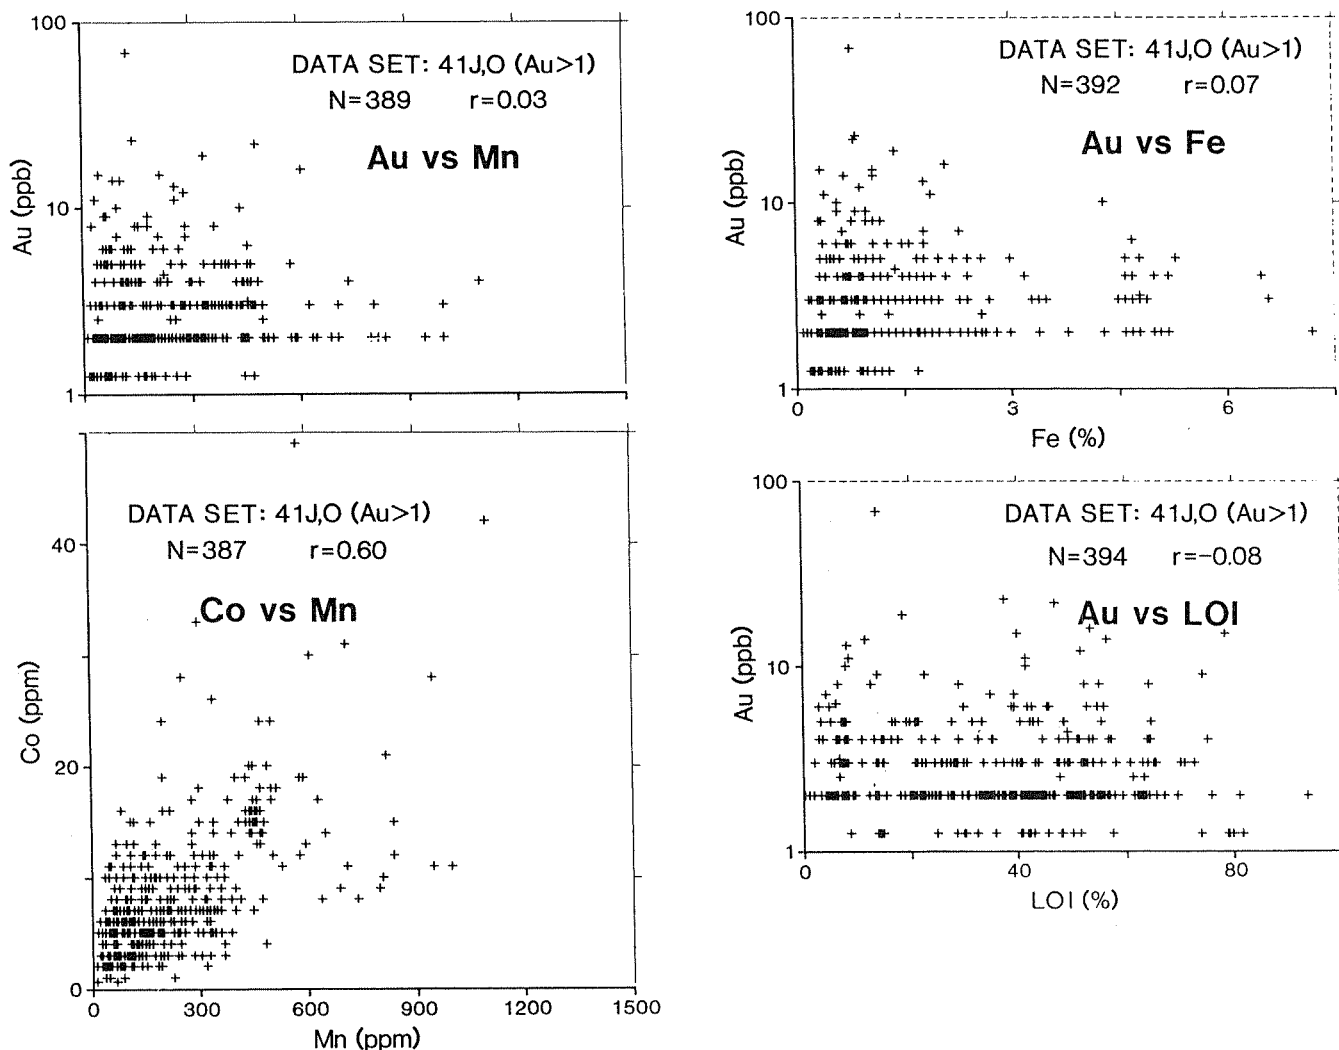 100
DATA SET: 41J,O (Au>1)
N=389 r=0.03
Au vs Mn
Au (ppb)
10
1
100
DATA SET: 41J,O (Au>1)
N=392 r=0.07
Au vs Fe
Au (ppb)
10
1
0 3 6
Fe (%)
DATA SET: 41J,O (Au>1)
N=387 r=0.60
Co vs Mn
40
Co (ppm)
20
0
0 300 600 900 1200 1500
Mn (ppm)
100
DATA SET: 41J,O (Au>1)
N=394 r=-0.08
Au vs LOI
Au (ppb)
10
1
0 40 80
LOI (%)